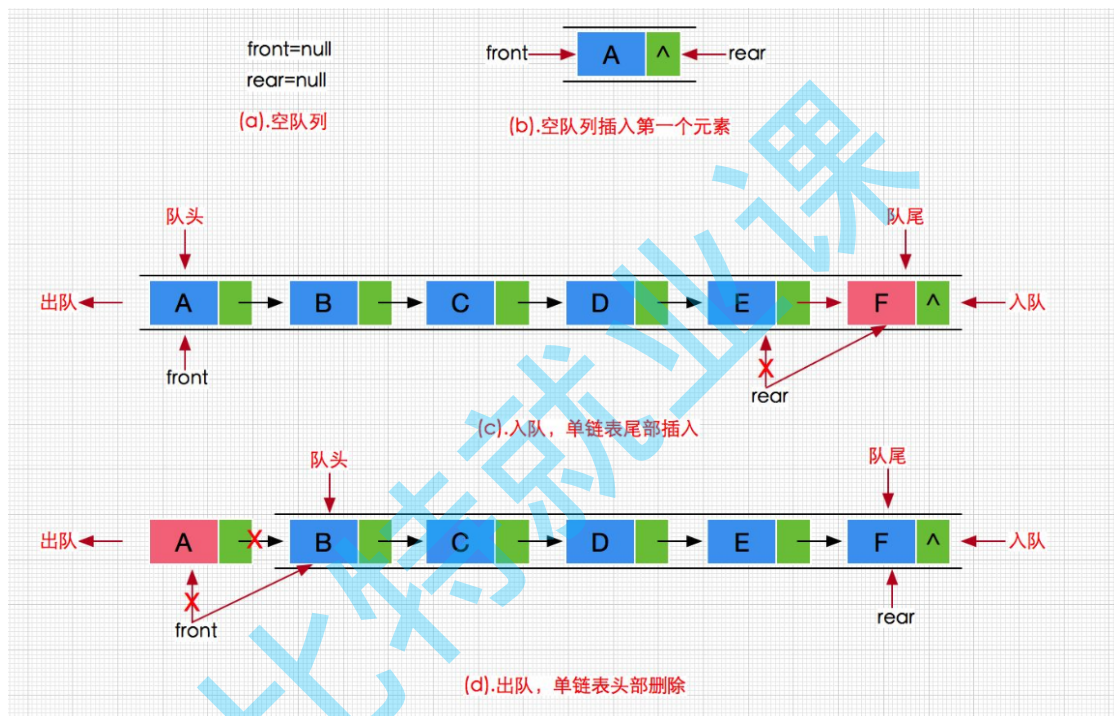 front=null
rear=null
(a).空队列
front
A
^
rear
(b).空队列插入第一个元素
队头
队尾
出队
A
B
C
D
E
F
^
入队
front
X
rear
(c).入队，单链表尾部插入
队头
队尾
出队
A
X
B
C
D
E
F
^
入队
X
front
rear
(d).出队，单链表头部删除
比特就业课